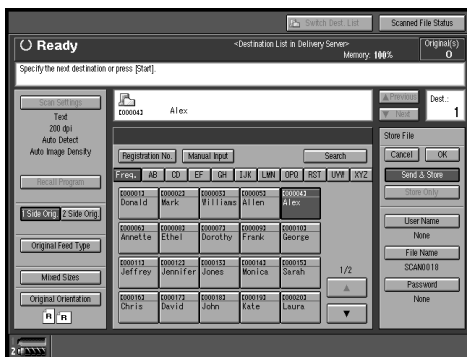 Switch Dest. List
Scanned File Status
Ready
<Destination List in Delivery Server>
Memory: 100%
Original(s)
0
Specify the next destination or press [Start].
Scan Settings
Text
200 dpi
Auto Detect
Auto Image Density
Recall Program
1 Side Orig.
2 Side Orig.
Original Feed Type
Mixed Sizes
Original Orientation
R R
[00004] Alex
▲Previous
▼ Next
Dest.:
1
Registration No.
Manual Input
Search
Freq. AB CD EF GH IJK LMN OPQ RST UVW XYZ
[00001] [00002] [00003] [00005] [00004]
Donald Mark Williams Allen Alex
[00006] [00008] [00007] [00009] [00010]
Annette Ethel Dorothy Frank George
[00011] [00012] [00013] [00014] [00015]
Jeffrey Jennifer Jones Monica Sarah
1/2
[00016] [00017] [00018] [00019] [00020]
Chris David John Kate Laura
▲
▼
Store File
Cancel
OK
Send & Store
Store Only
User Name
None
File Name
SCAN0018
Password
None
2